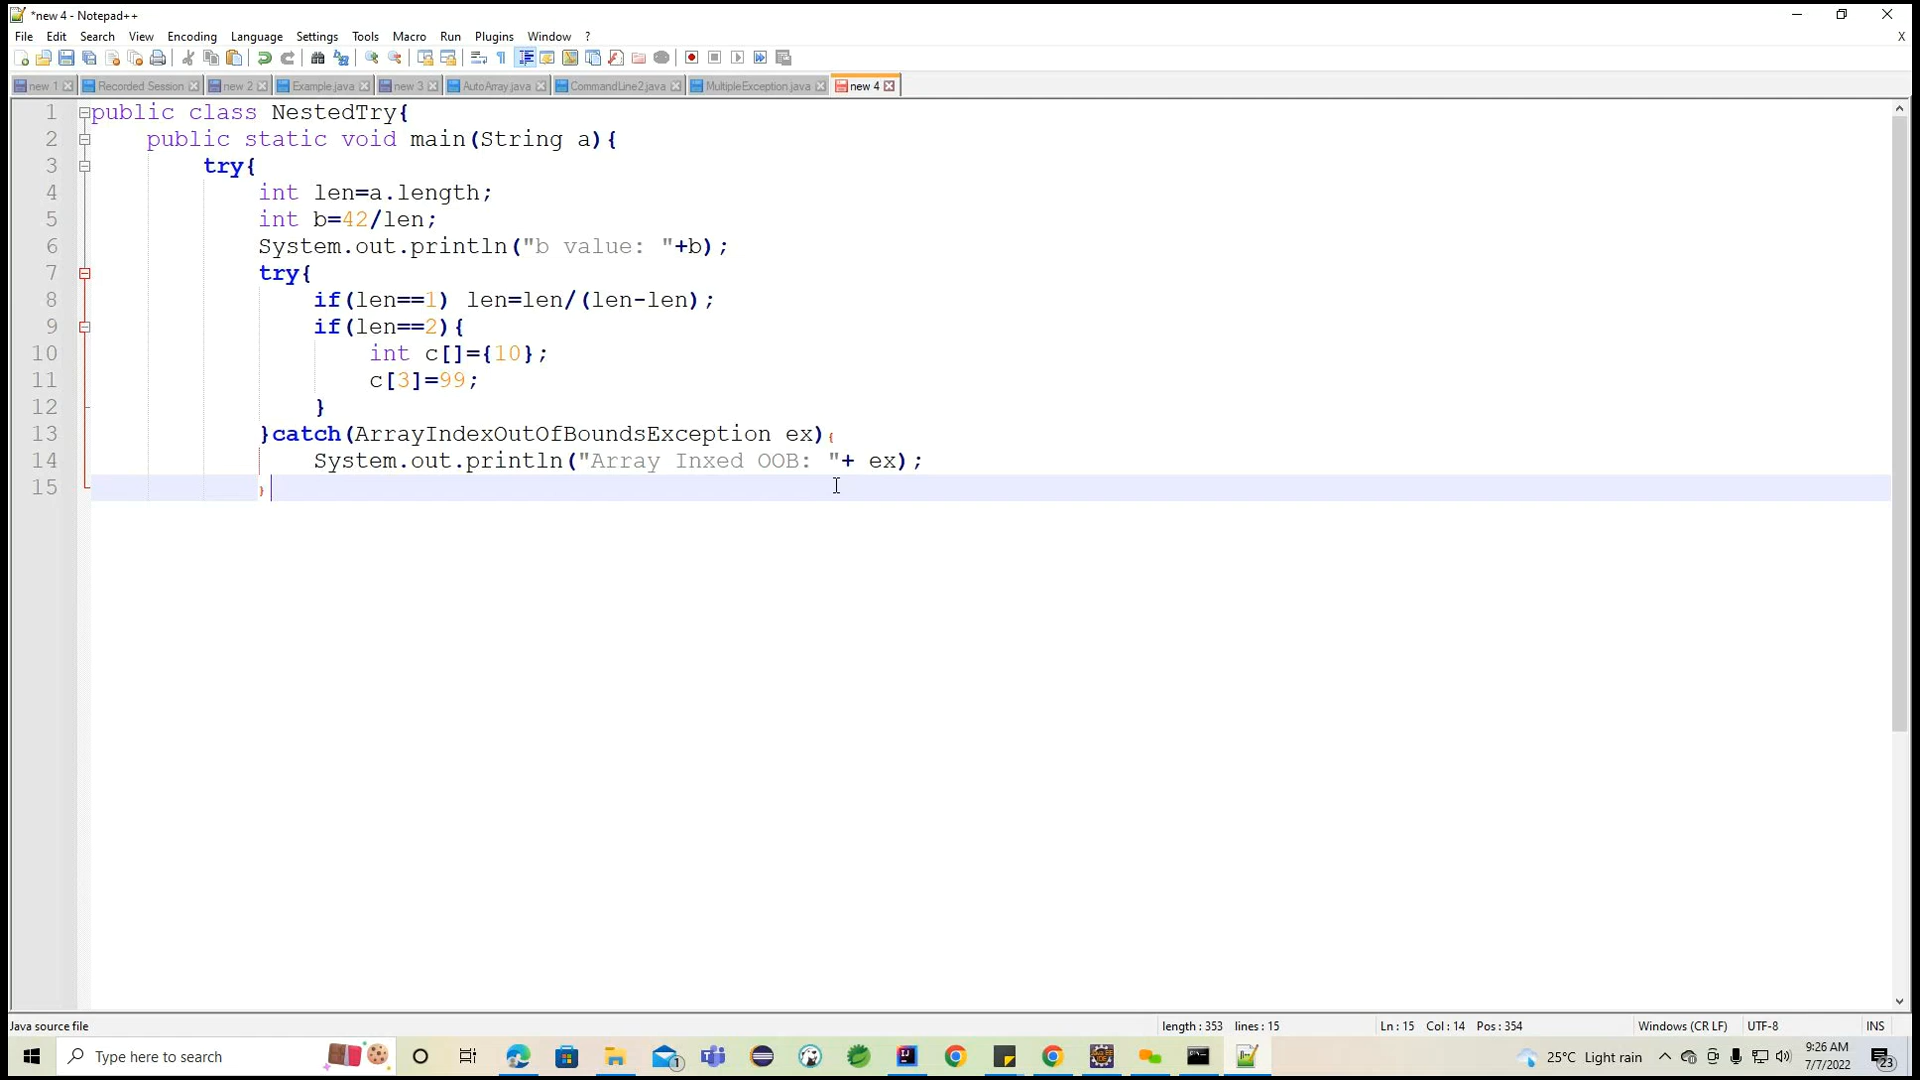 *new 4 - Notepad++
File Edit Search View Encoding Language Settings Tools Macro Run Plugins Window ? X
new 1 Recorded Session new 2 Example.java new 3 AutoArray.java CommandLine2.java MultipleException.java new 4
1 public class NestedTry{
2 public static void main(String a){
3 try{
4 int len=a.length;
5 int b=42/len;
6 System.out.println("b value: "+b);
7 try{
8 if(len==1) len=len/(len-len);
9 if(len==2){
10 int c[]={10};
11 c[3]=99;
12 }
13 }catch(ArrayIndexOutOfBoundsException ex){
14 System.out.println("Array Inxed OOB: "+ ex);
15 }
Java source file length : 353 lines : 15 Ln : 15 Col : 14 Pos : 354 Windows (CR LF) UTF-8 INS
Type here to search 1 25°C Light rain 9:26 AM
7/7/2022 23